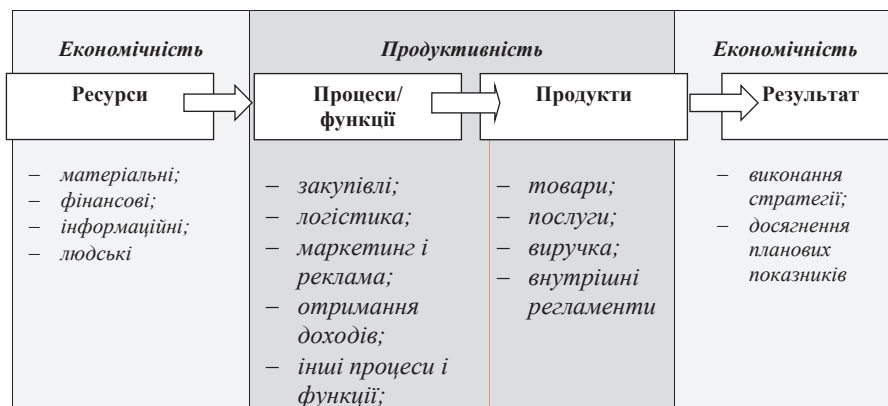 Економічність
Продуктивність
Економічність
Ресурси
Процеси/
функції
Продукти
Результат
– матеріальні;
– фінансові;
– інформаційні;
– людські
– закупівлі;
– логістика;
– маркетинг і
реклама;
– отримання
доходів;
– інші процеси і
функції;
– товари;
– послуги;
– виручка;
– внутрішні
регламенти
– виконання
стратегії;
– досягнення
планових
показників